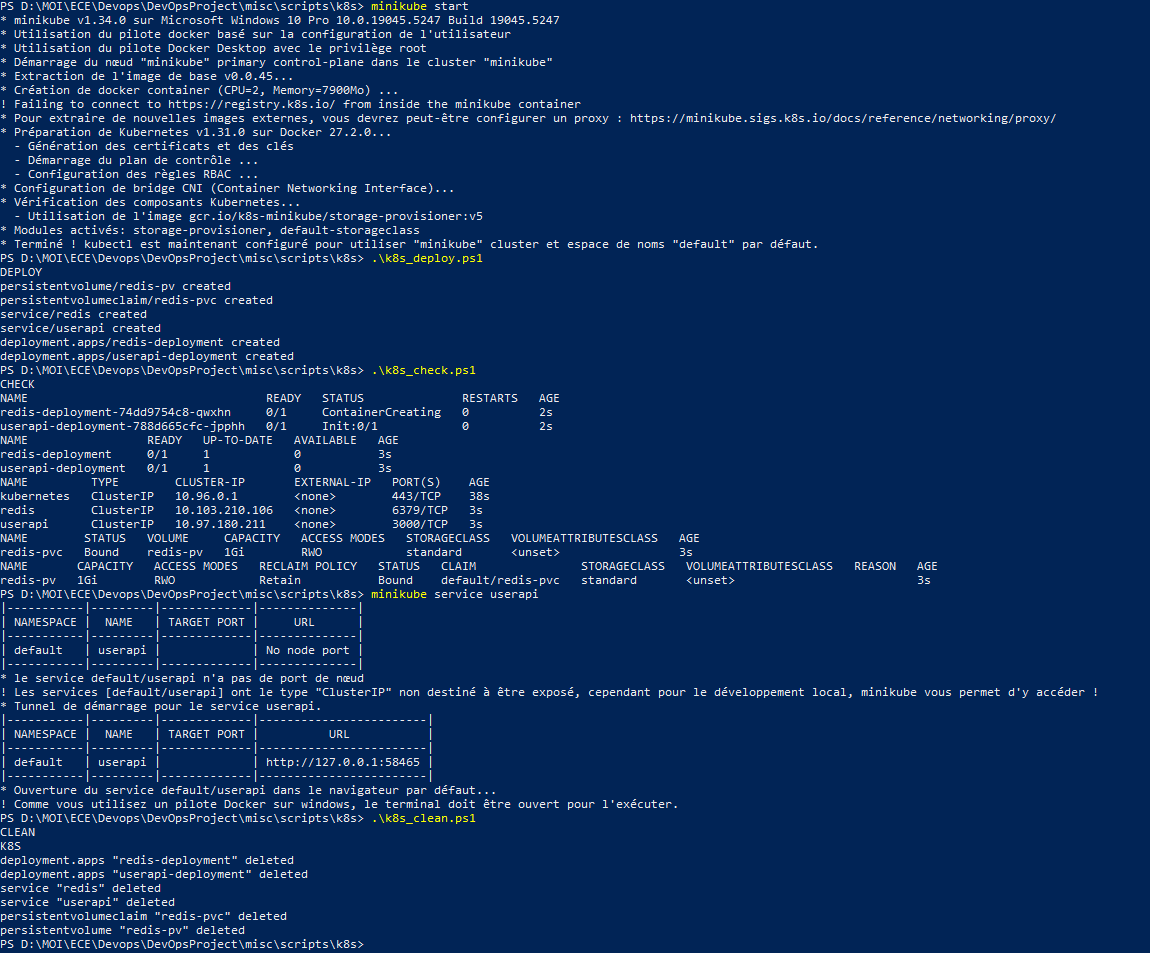 PS D:\MOI\ECE\Devops\DevOpsProject\misc\scripts\k8s> minikube start
* minikube v1.34.0 sur Microsoft Windows 10 Pro 10.0.19045.5247 Build 19045.5247
* Utilisation du pilote docker basé sur la configuration de l'utilisateur
* Utilisation du pilote Docker Desktop avec le privilège root
* Démarrage du nœud "minikube" primary control-plane dans le cluster "minikube"
* Extraction de l'image de base v0.0.45...
* Création de docker container (CPU=2, Memory=7900Mo) ...
! Failing to connect to https://registry.k8s.io/ from inside the minikube container
* Pour extraire de nouvelles images externes, vous devrez peut-être configurer un proxy : https://minikube.sigs.k8s.io/docs/reference/networking/proxy/
* Préparation de Kubernetes v1.31.0 sur Docker 27.2.0...
  - Génération des certificats et des clés
  - Démarrage du plan de contrôle ...
  - Configuration des règles RBAC ...
* Configuration de bridge CNI (Container Networking Interface)...
* Vérification des composants Kubernetes...
  - Utilisation de l'image gcr.io/k8s-minikube/storage-provisioner:v5
* Modules activés: storage-provisioner, default-storageclass
* Terminé ! kubectl est maintenant configuré pour utiliser "minikube" cluster et espace de noms "default" par défaut.
PS D:\MOI\ECE\Devops\DevOpsProject\misc\scripts\k8s> .\k8s_deploy.ps1
DEPLOY
persistentvolume/redis-pv created
persistentvolumeclaim/redis-pvc created
service/redis created
service/userapi created
deployment.apps/redis-deployment created
deployment.apps/userapi-deployment created
PS D:\MOI\ECE\Devops\DevOpsProject\misc\scripts\k8s> .\k8s_check.ps1
CHECK
NAME                                  READY   STATUS              RESTARTS   AGE
redis-deployment-74dd9754c8-qwxhn     0/1     ContainerCreating   0          2s
userapi-deployment-788d665cfc-jpphh   0/1     Init:0/1            0          2s
NAME                 READY   UP-TO-DATE   AVAILABLE   AGE
redis-deployment     0/1     1            0           3s
userapi-deployment   0/1     1            0           3s
NAME         TYPE        CLUSTER-IP       EXTERNAL-IP   PORT(S)    AGE
kubernetes   ClusterIP   10.96.0.1        <none>        443/TCP    38s
redis        ClusterIP   10.103.210.106   <none>        6379/TCP   3s
userapi      ClusterIP   10.97.180.211    <none>        3000/TCP   3s
NAME        STATUS   VOLUME     CAPACITY   ACCESS MODES   STORAGECLASS   VOLUMEATTRIBUTESCLASS   AGE
redis-pvc   Bound    redis-pv   1Gi        RWO            standard       <unset>                 3s
NAME       CAPACITY   ACCESS MODES   RECLAIM POLICY   STATUS   CLAIM               STORAGECLASS   VOLUMEATTRIBUTESCLASS   REASON   AGE
redis-pv   1Gi        RWO            Retain           Bound    default/redis-pvc   standard       <unset>                          3s
PS D:\MOI\ECE\Devops\DevOpsProject\misc\scripts\k8s> minikube service userapi
|-----------|---------|-------------|--------------|
| NAMESPACE |  NAME   | TARGET PORT |     URL      |
|-----------|---------|-------------|--------------|
| default   | userapi |             | No node port |
|-----------|---------|-------------|--------------|
* le service default/userapi n'a pas de port de nœud
! Les services [default/userapi] ont le type "ClusterIP" non destiné à être exposé, cependant pour le développement local, minikube vous permet d'y accéder !
* Tunnel de démarrage pour le service userapi.
|-----------|---------|-------------|------------------------|
| NAMESPACE |  NAME   | TARGET PORT |          URL           |
|-----------|---------|-------------|------------------------|
| default   | userapi |             | http://127.0.0.1:58465 |
|-----------|---------|-------------|------------------------|
* Ouverture du service default/userapi dans le navigateur par défaut...
! Comme vous utilisez un pilote Docker sur windows, le terminal doit être ouvert pour l'exécuter.
PS D:\MOI\ECE\Devops\DevOpsProject\misc\scripts\k8s> .\k8s_clean.ps1
CLEAN
K8S
deployment.apps "redis-deployment" deleted
deployment.apps "userapi-deployment" deleted
service "redis" deleted
service "userapi" deleted
persistentvolumeclaim "redis-pvc" deleted
persistentvolume "redis-pv" deleted
PS D:\MOI\ECE\Devops\DevOpsProject\misc\scripts\k8s>